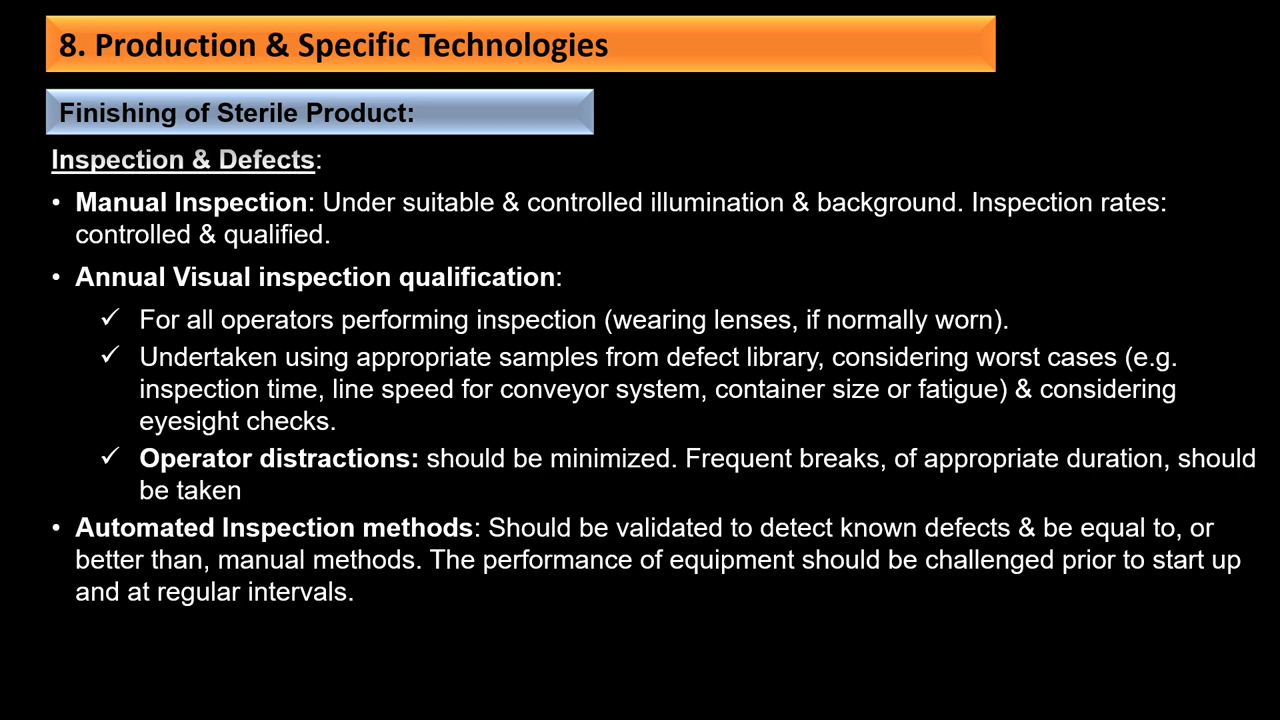 8. Production & Specific Technologies
Finishing of Sterile Product:
Inspection & Defects:
• Manual Inspection: Under suitable & controlled illumination & background. Inspection rates:
controlled & qualified.
• Annual Visual inspection qualification:
✓ For all operators performing inspection (wearing lenses, if normally worn).
✓ Undertaken using appropriate samples from defect library, considering worst cases (e.g.
inspection time, line speed for conveyor system, container size or fatigue) & considering
eyesight checks.
✓ Operator distractions: should be minimized. Frequent breaks, of appropriate duration, should
be taken
• Automated Inspection methods: Should be validated to detect known defects & be equal to, or
better than, manual methods. The performance of equipment should be challenged prior to start up
and at regular intervals.